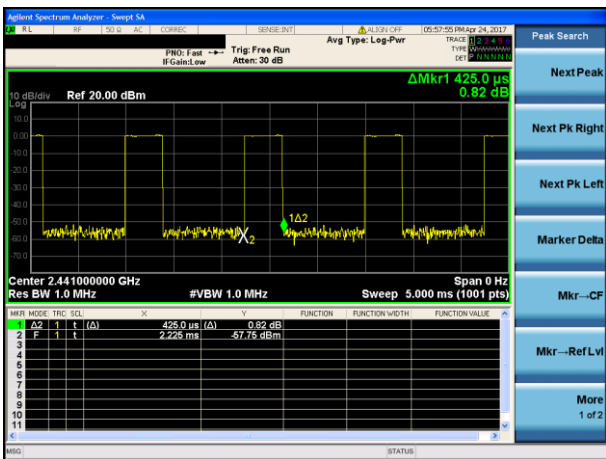 Agilent Spectrum Analyzer - Swept SA
RL RF 50 Ω AC CORREC SENSE:INT ALIGN OFF 05:57:55 PM Apr 24, 2017
Peak Search
Avg Type: Log-Pwr
TRACE 1 2 3 4 5 6
TYPE
DET P N N N N N
PNO: Fast
IFGain:Low
Trig: Free Run
Atten: 30 dB
ΔMkr1 425.0 µs
0.82 dB
10 dB/div Ref 20.00 dBm
Log
10.0
0.00
-10.0
-20.0
-30.0
-40.0
-50.0
-60.0
-70.0
1Δ2
X2
Center 2.441000000 GHz Span 0 Hz
Res BW 1.0 MHz #VBW 1.0 MHz Sweep 5.000 ms (1001 pts)
MKR MODE TRC SCL X Y FUNCTION FUNCTION WIDTH FUNCTION VALUE
1 Δ2 1 t (Δ) 425.0 µs (Δ) 0.82 dB
2 F 1 t 2.225 ms -57.75 dBm
3
4
5
6
7
8
9
10
11
MSG STATUS
Next Peak
Next Pk Right
Next Pk Left
Marker Delta
Mkr→CF
Mkr→Ref Lvl
More
1 of 2